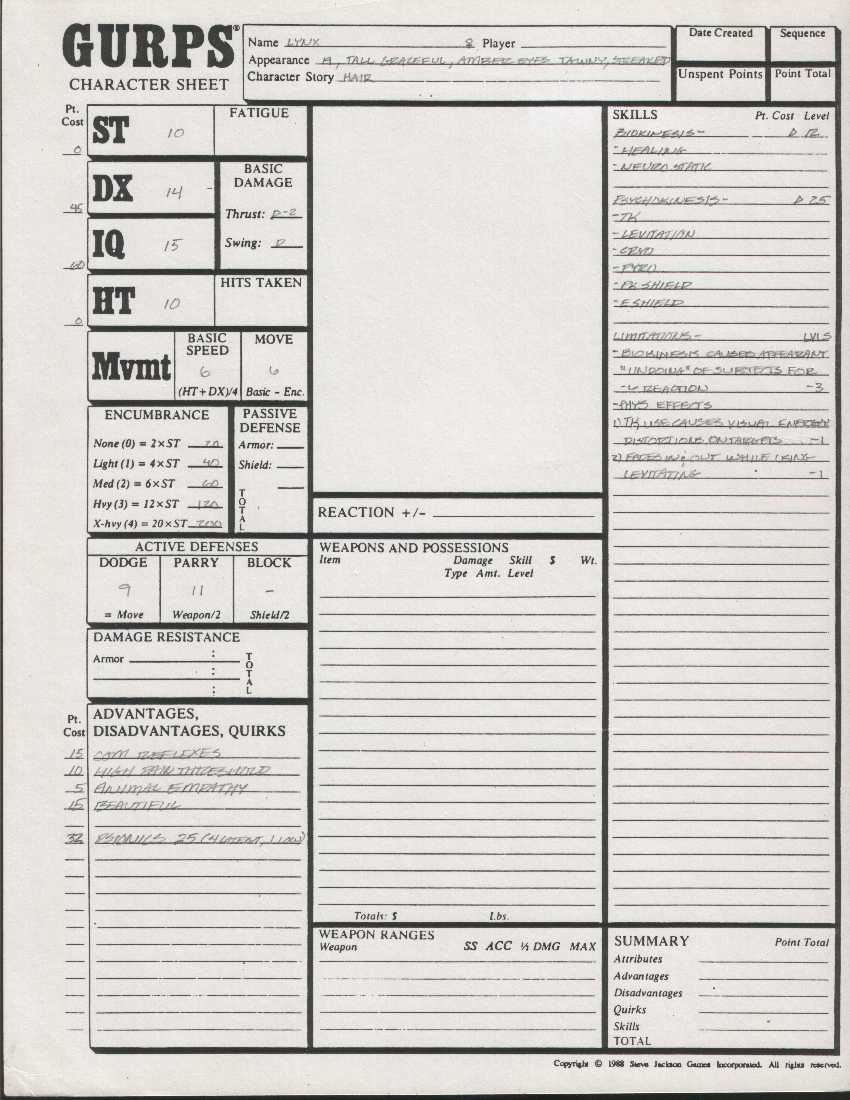 GURPS®
CHARACTER SHEET
Name LYNX ♀ Player
Appearance 19, TALL GRACEFUL, AMBER EYES TAWNY, STREAKED
Character Story HAIR
Date Created
Sequence
Unspent Points
Point Total
Pt.
Cost
0 ST 10
FATIGUE
45 DX 14
BASIC
DAMAGE
Thrust: D-2
Swing: D
60 IQ 15
0 HT 10
HITS TAKEN
Mvmt
BASIC
SPEED
6
(HT + DX)/4
MOVE
6
Basic - Enc.
ENCUMBRANCE
None (0) = 2 × ST 20
Light (1) = 4 × ST 40
Med (2) = 6 × ST 60
Hvy (3) = 12 × ST 120
X-hvy (4) = 20 × ST 200
PASSIVE
DEFENSE
Armor:
Shield:
TOTAL
ACTIVE DEFENSES
DODGE PARRY BLOCK
9 11 -
= Move Weapon/2 Shield/2
DAMAGE RESISTANCE
Armor :
:
:
TOTAL
Pt.
Cost
ADVANTAGES,
DISADVANTAGES, QUIRKS
15 COM REFLEXES
10 HIGH PAIN THRESHOLD
5 ANIMAL EMPATHY
15 BEAUTIFUL
32 PSIONICS 25 (4 LATENT,
REACTION +/-
WEAPONS AND POSSESSIONS
Item Damage Skill $ Wt.
Type Amt. Level
Totals: $ Lbs.
WEAPON RANGES
Weapon SS ACC ½ DMG MAX
SKILLS Pt. Cost Level
BIOKINESIS - P 12
- HEALING
- NEURO STATIC
PSYCHOKINESIS - P 25
- TK
- LEVITATION
- CRYO
- PYRO
- PK SHIELD
- E SHIELD
LIMITATIONS - LVLS
- BIOKINESIS CAUSES APPEARANT
"UNDOING" OF SUBJECTS FOR
REACTION -3
- PHYS EFFECTS
1) TK USE CAUSES VISUAL ENERGY
DISTORTIONS ON TARGETS -1
2) FADES IN & OUT WHILE USING
LEVITATING -1
SUMMARY Point Total
Attributes
Advantages
Disadvantages
Quirks
Skills
TOTAL
Copyright © 1988 Steve Jackson Games Incorporated. All rights reserved.